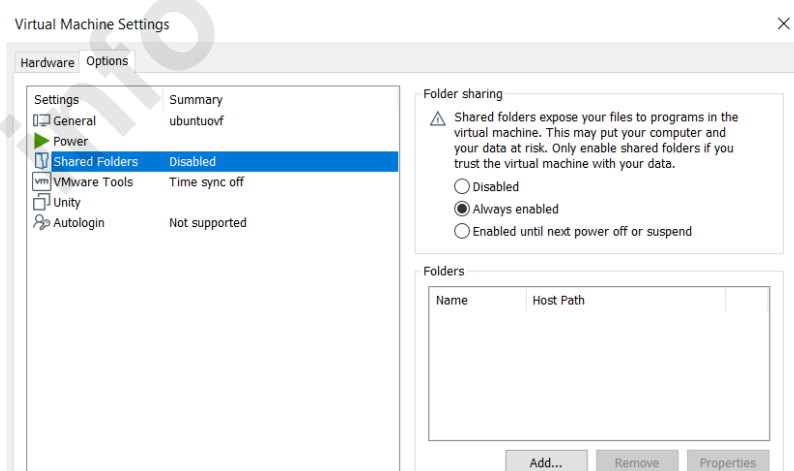 Virtual Machine Settings
Hardware Options
Settings Summary
General ubuntuovf
Power
Shared Folders Disabled
vm VMware Tools Time sync off
Unity
Autologin Not supported
Folder sharing
Shared folders expose your files to programs in the
virtual machine. This may put your computer and
your data at risk. Only enable shared folders if you
trust the virtual machine with your data.
Disabled
Always enabled
Enabled until next power off or suspend
Folders
Name Host Path
Add... Remove Properties
info